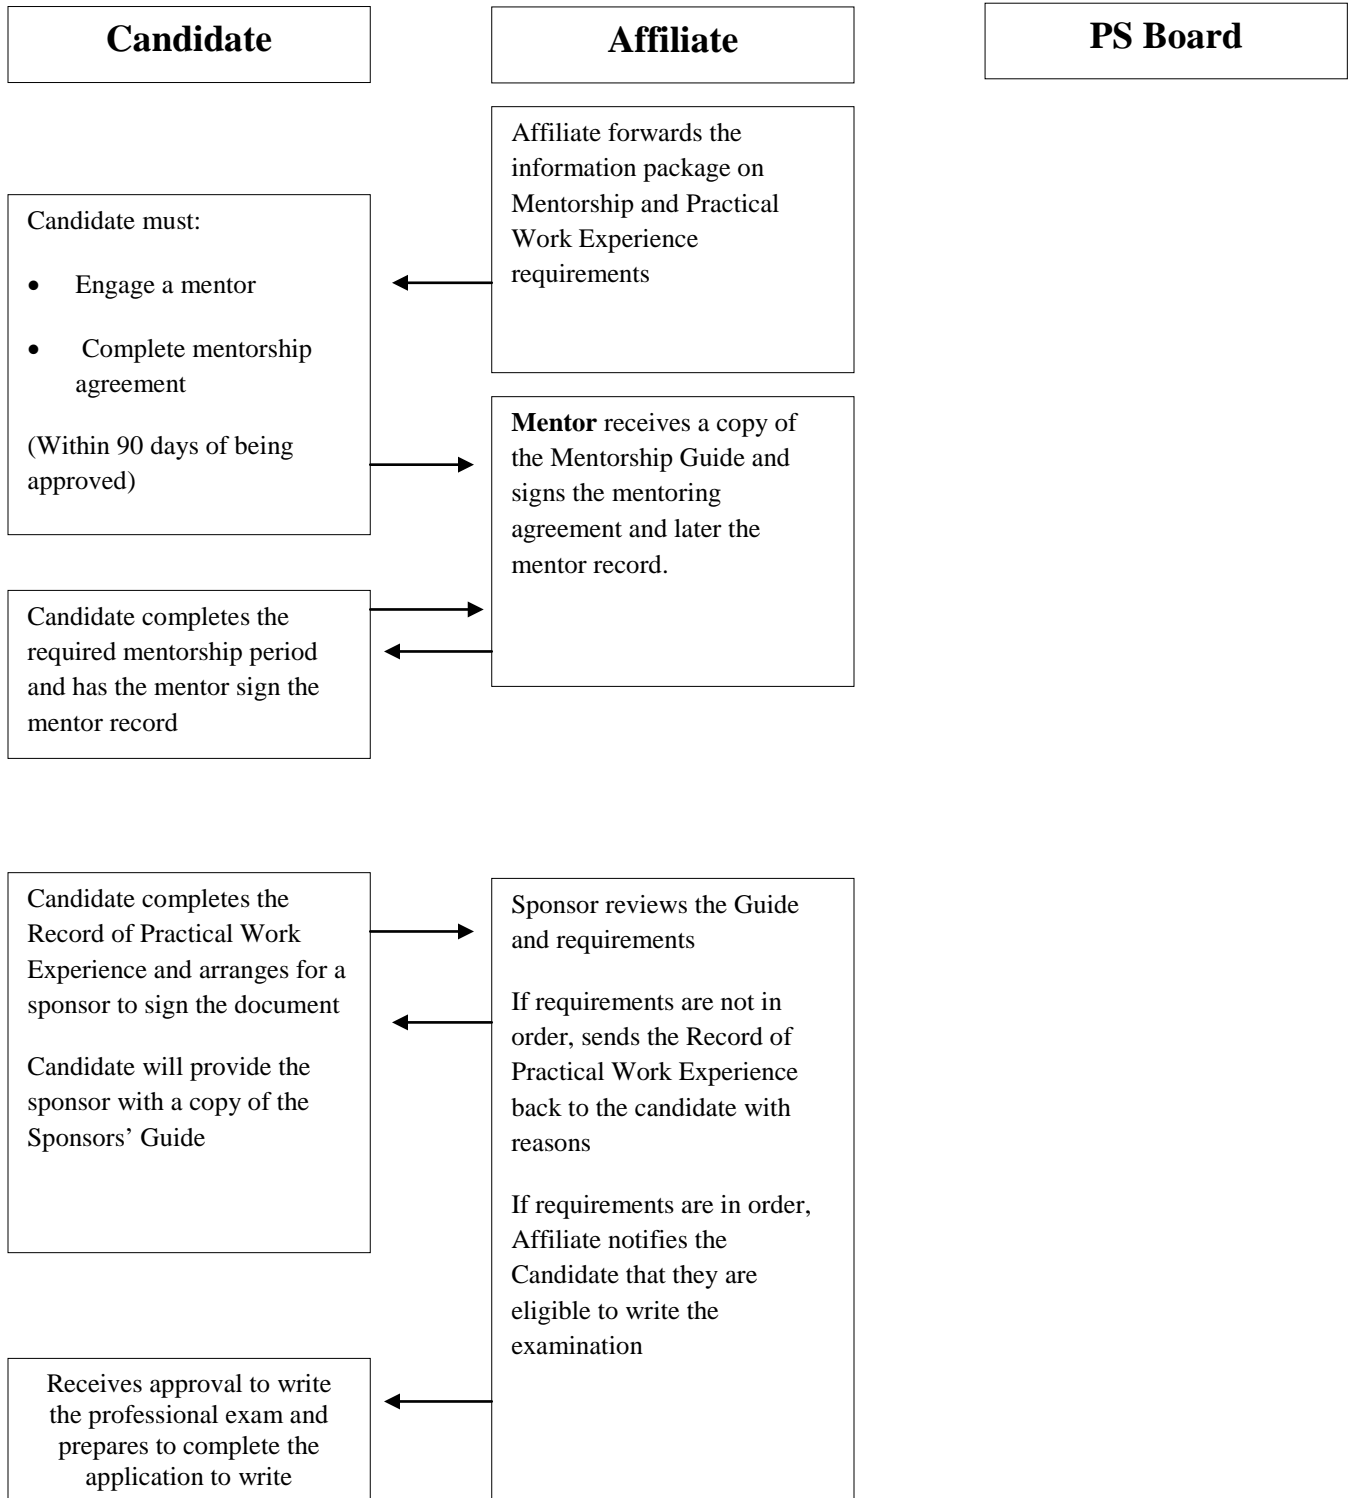 Candidate
Affiliate
PS Board
Affiliate forwards the
information package on
Mentorship and Practical
Work Experience
requirements
Candidate must:
• Engage a mentor
• Complete mentorship
agreement
(Within 90 days of being
approved)
Mentor receives a copy of
the Mentorship Guide and
signs the mentoring
agreement and later the
mentor record.
Candidate completes the
required mentorship period
and has the mentor sign the
mentor record
Candidate completes the
Record of Practical Work
Experience and arranges for a
sponsor to sign the document
Candidate will provide the
sponsor with a copy of the
Sponsors’ Guide
Sponsor reviews the Guide
and requirements
If requirements are not in
order, sends the Record of
Practical Work Experience
back to the candidate with
reasons
If requirements are in order,
Affiliate notifies the
Candidate that they are
eligible to write the
examination
Receives approval to write
the professional exam and
prepares to complete the
application to write